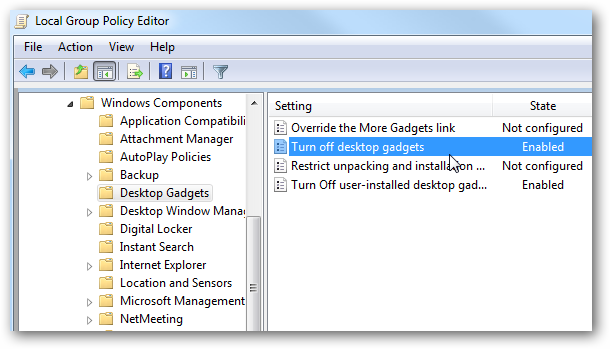 Local Group Policy Editor
File Action View Help
Windows Components
Application Compatibili
Attachment Manager
AutoPlay Policies
Backup
Desktop Gadgets
Desktop Window Mana
Digital Locker
Instant Search
Internet Explorer
Location and Sensors
Microsoft Management
NetMeeting
Setting State
Override the More Gadgets link Not configured
Turn off desktop gadgets Enabled
Restrict unpacking and installation ... Not configured
Turn Off user-installed desktop gad... Enabled